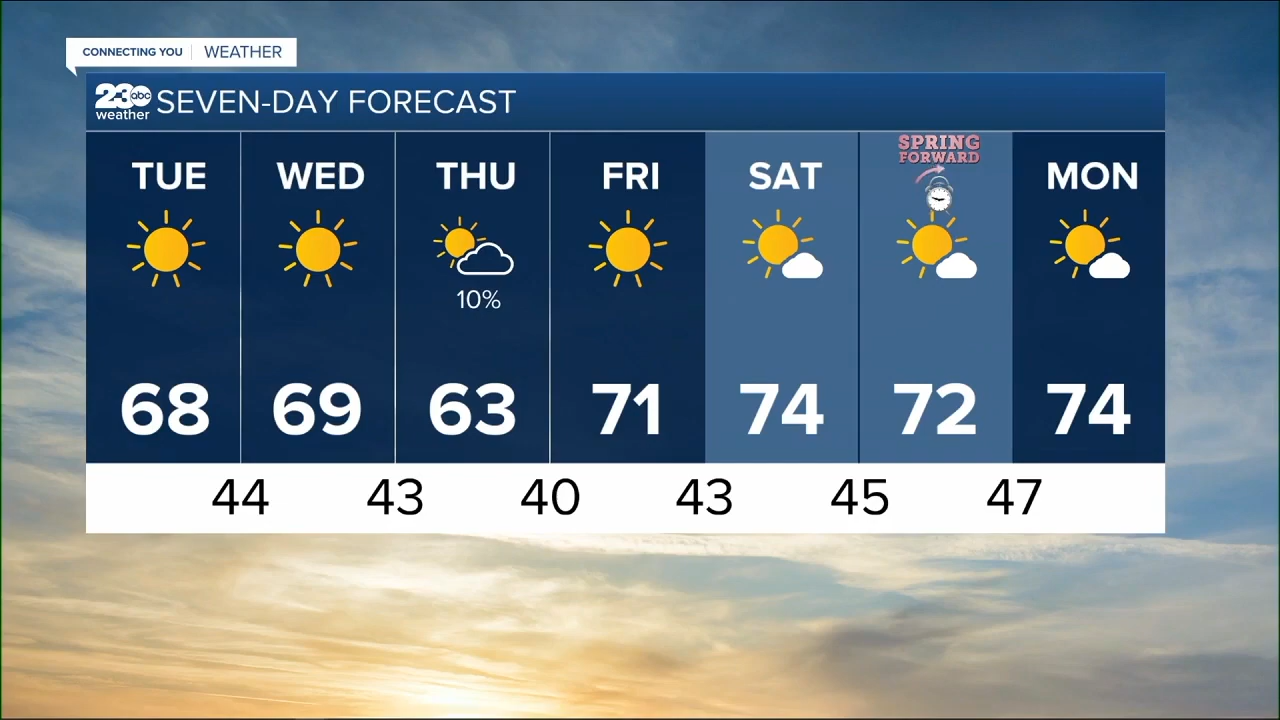 CONNECTING YOU WEATHER
23 abc
weather
SEVEN-DAY FORECAST
TUE WED THU FRI SAT SPRING FORWARD MON
10%
68 69 63 71 74 72 74
44 43 40 43 45 47